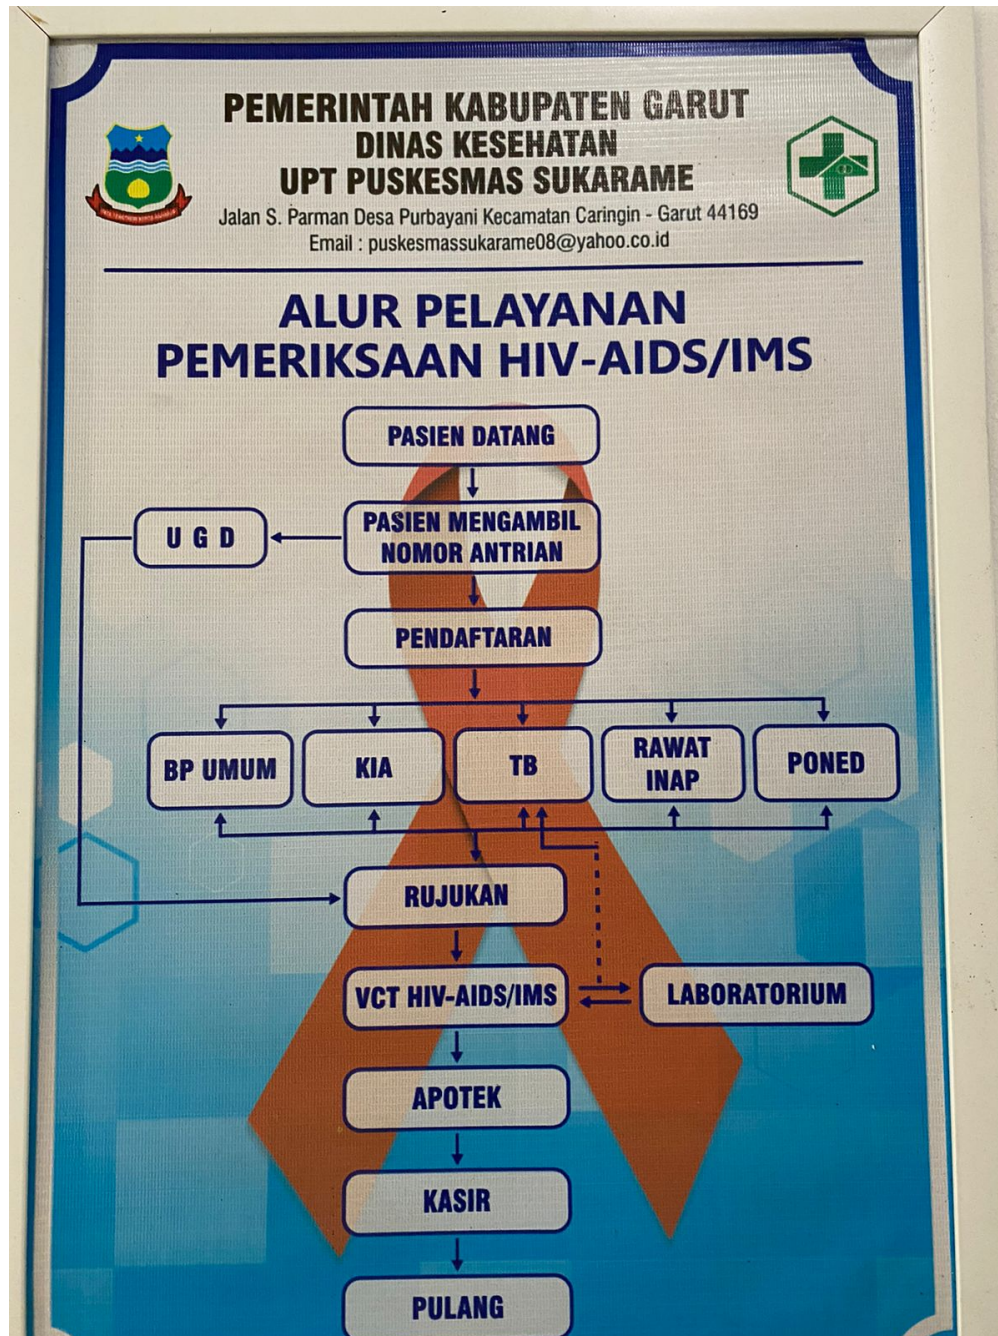 PEMERINTAH KABUPATEN GARUT
DINAS KESEHATAN
UPT PUSKESMAS SUKARAME
Jalan S. Parman Desa Purbayani Kecamatan Caringin - Garut 44169
Email : puskesmassukarame08@yahoo.co.id
ALUR PELAYANAN
PEMERIKSAAN HIV-AIDS/IMS
PASIEN DATANG
U G D
PASIEN MENGAMBIL
NOMOR ANTRIAN
PENDAFTARAN
BP UMUM
KIA
TB
RAWAT
INAP
PONED
RUJUKAN
VCT HIV-AIDS/IMS
LABORATORIUM
APOTEK
KASIR
PULANG